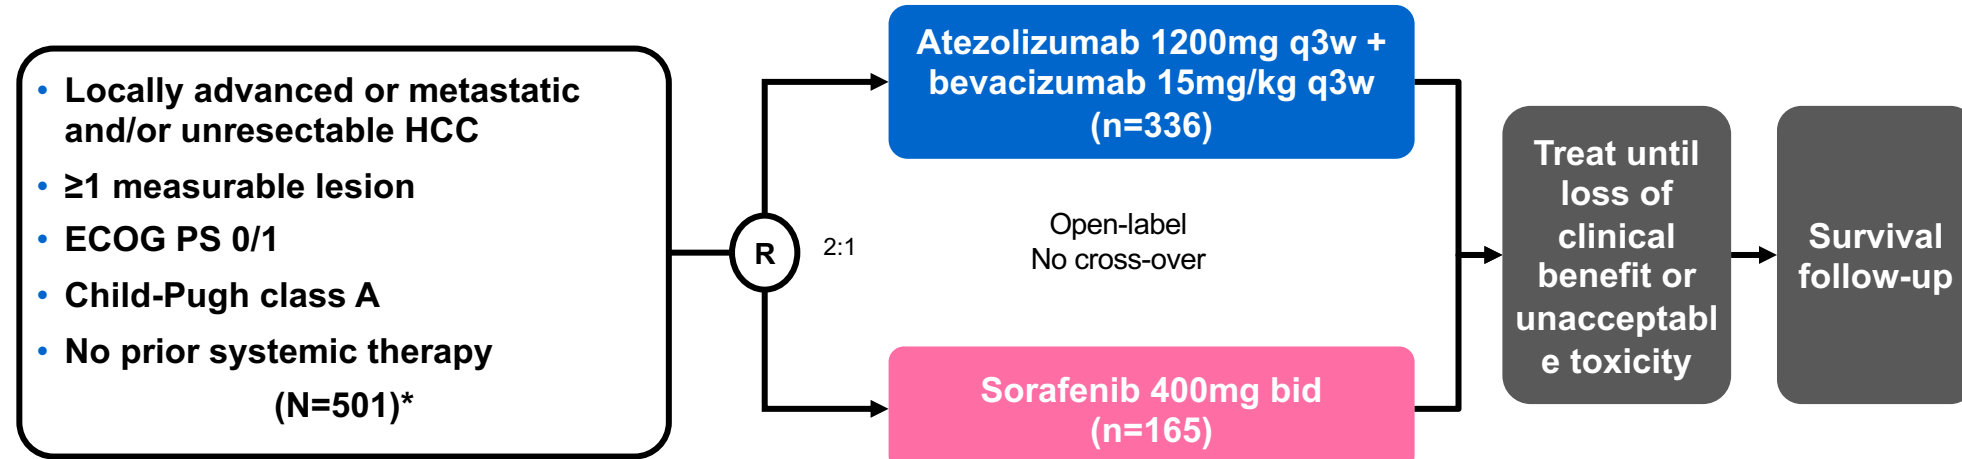 • Locally advanced or metastatic
and/or unresectable HCC
• ≥1 measurable lesion
• ECOG PS 0/1
• Child-Pugh class A
• No prior systemic therapy
(N=501)*
R
2:1
Atezolizumab 1200mg q3w +
bevacizumab 15mg/kg q3w
(n=336)
Open-label
No cross-over
Sorafenib 400mg bid
(n=165)
Treat until
loss of
clinical
benefit or
unacceptabl
e toxicity
Survival
follow-up